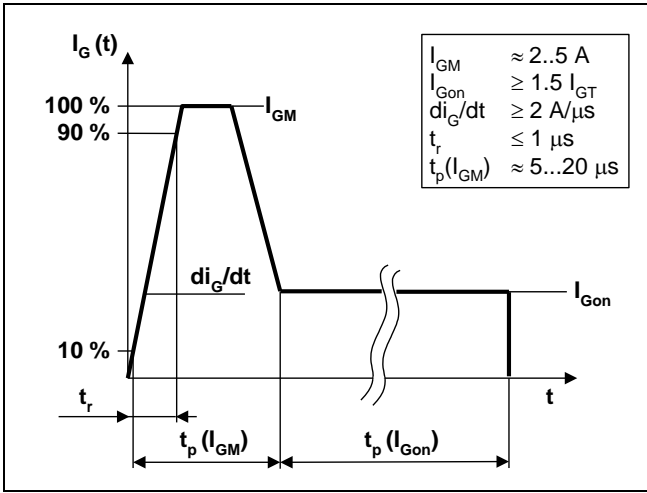 I_G (t)
100 %
90 %
10 %
I_GM
di_G/dt
I_Gon
t_r
t
t_p (I_GM)
t_p (I_Gon)
I_GM ≈ 2..5 A
I_Gon ≥ 1.5 I_GT
di_G/dt ≥ 2 A/μs
t_r ≤ 1 μs
t_p(I_GM) ≈ 5...20 μs